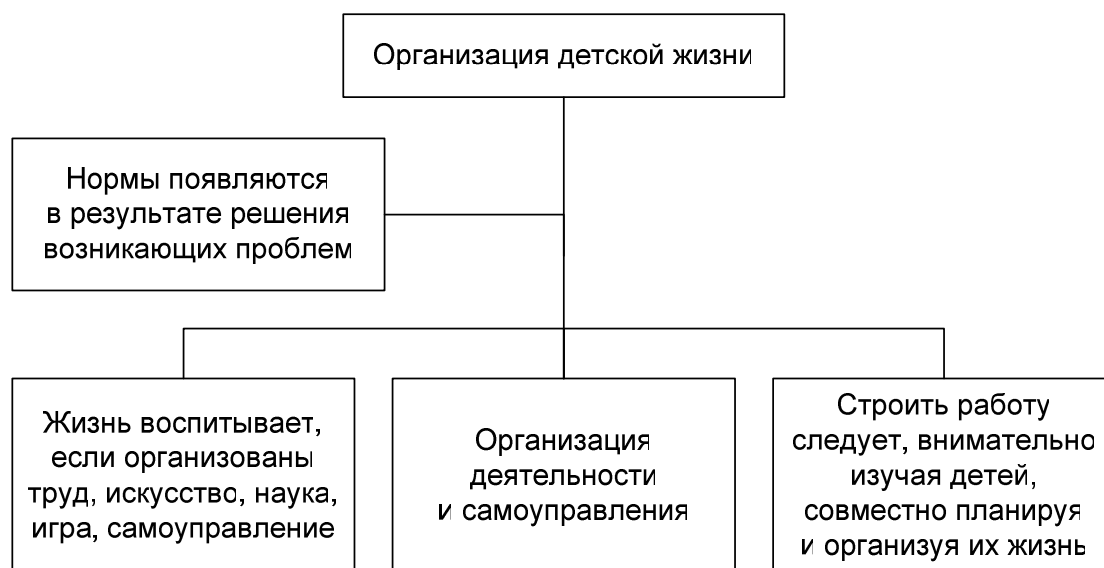 Организация детской жизни
Нормы появляются
в результате решения
возникающих проблем
Жизнь воспитывает,
если организованы
труд, искусство, наука,
игра, самоуправление
Организация
деятельности
и самоуправления
Строить работу
следует, внимательно
изучая детей,
совместно планируя
и организуя их жизнь